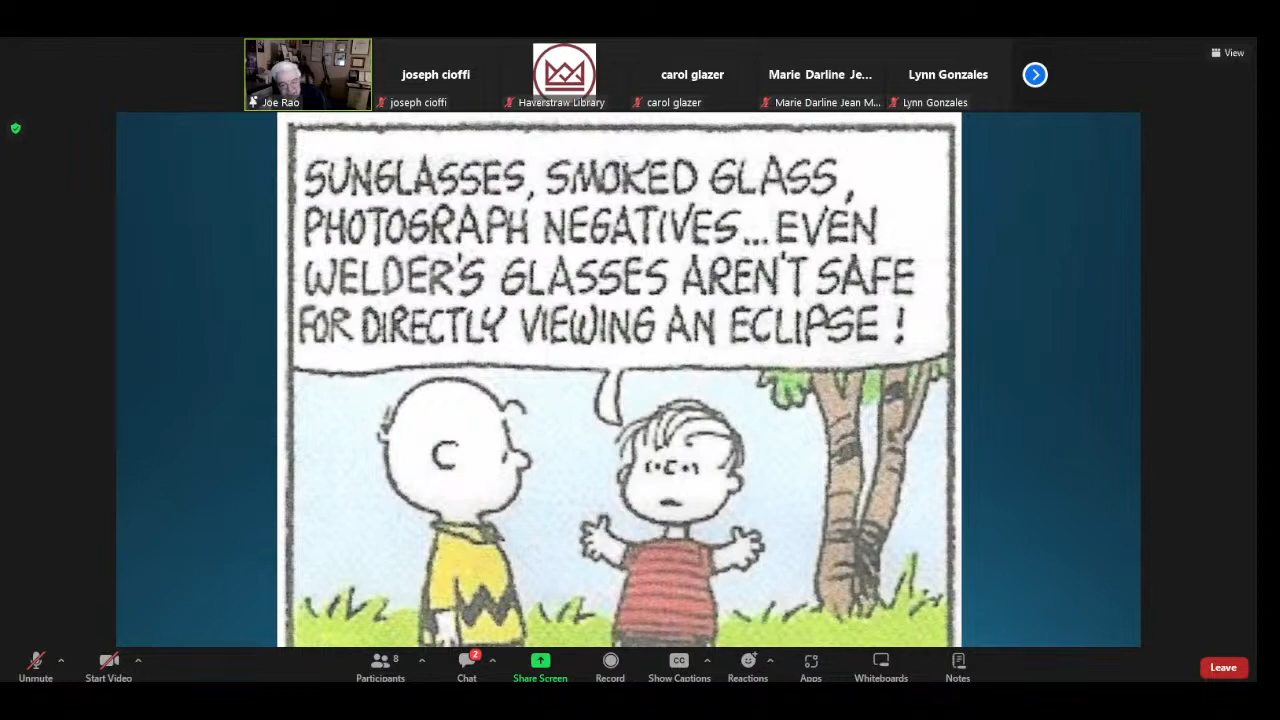 View
joseph cioffi
carol glazer
Marie Darline Je...
Lynn Gonzales
Joe Rao
joseph cioffi
Haverstraw Library
carol glazer
Marie Darline Jean M...
Lynn Gonzales
SUNGLASSES, SMOKED GLASS,
PHOTOGRAPH NEGATIVES...EVEN
WELDER'S GLASSES AREN'T SAFE
FOR DIRECTLY VIEWING AN ECLIPSE!
8
2
CC
Unmute
Start Video
Participants
Chat
Share Screen
Record
Show Captions
Reactions
Apps
Whiteboards
Notes
Leave